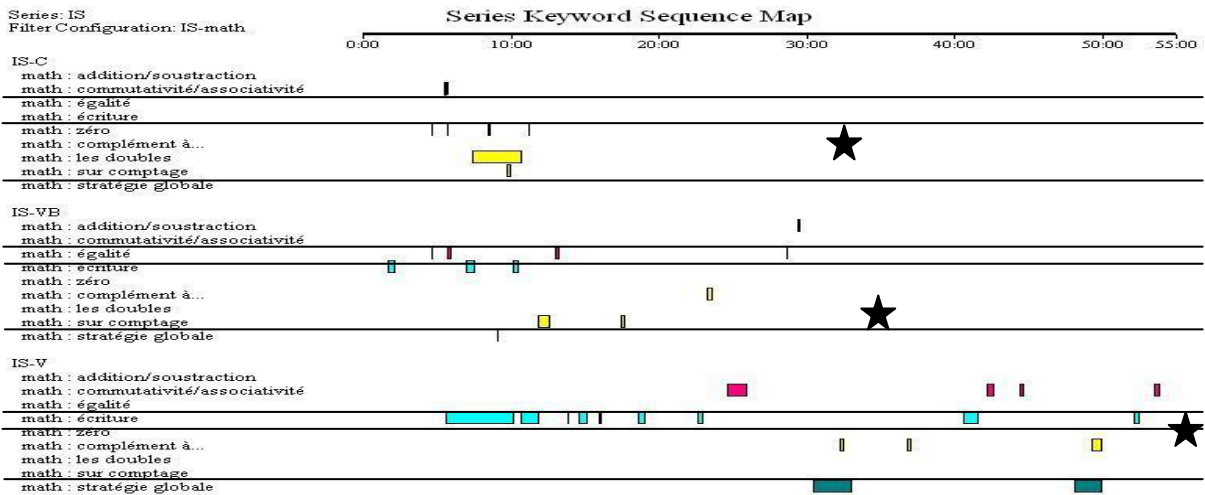 Series: IS
Series Keyword Sequence Map
Filter Configuration: IS-math
0:00 10:00 20:00 30:00 40:00 50:00 55:00
IS-C
math : addition/soustraction
math : commutativité/associativité
math : égalité
math : écriture
math : zéro
math : complément à...
math : les doubles
math : sur comptage
math : stratégie globale
IS-VB
math : addition/soustraction
math : commutativité/associativité
math : égalité
math : écriture
math : zéro
math : complément à...
math : les doubles
math : sur comptage
math : stratégie globale
IS-V
math : addition/soustraction
math : commutativité/associativité
math : égalité
math : écriture
math : zéro
math : complément à...
math : les doubles
math : sur comptage
math : stratégie globale